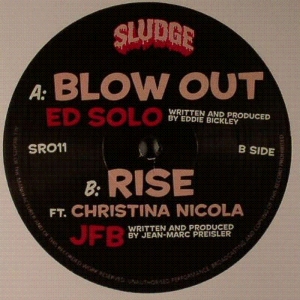 SLUDGE
A: BLOW OUT
ED SOLO WRITTEN AND PRODUCED
BY EDDIE BICKLEY
SR011 B SIDE
B: RISE
FT. CHRISTINA NICOLA
JFB WRITTEN AND PRODUCED
BY JEAN-MARC PREISLER